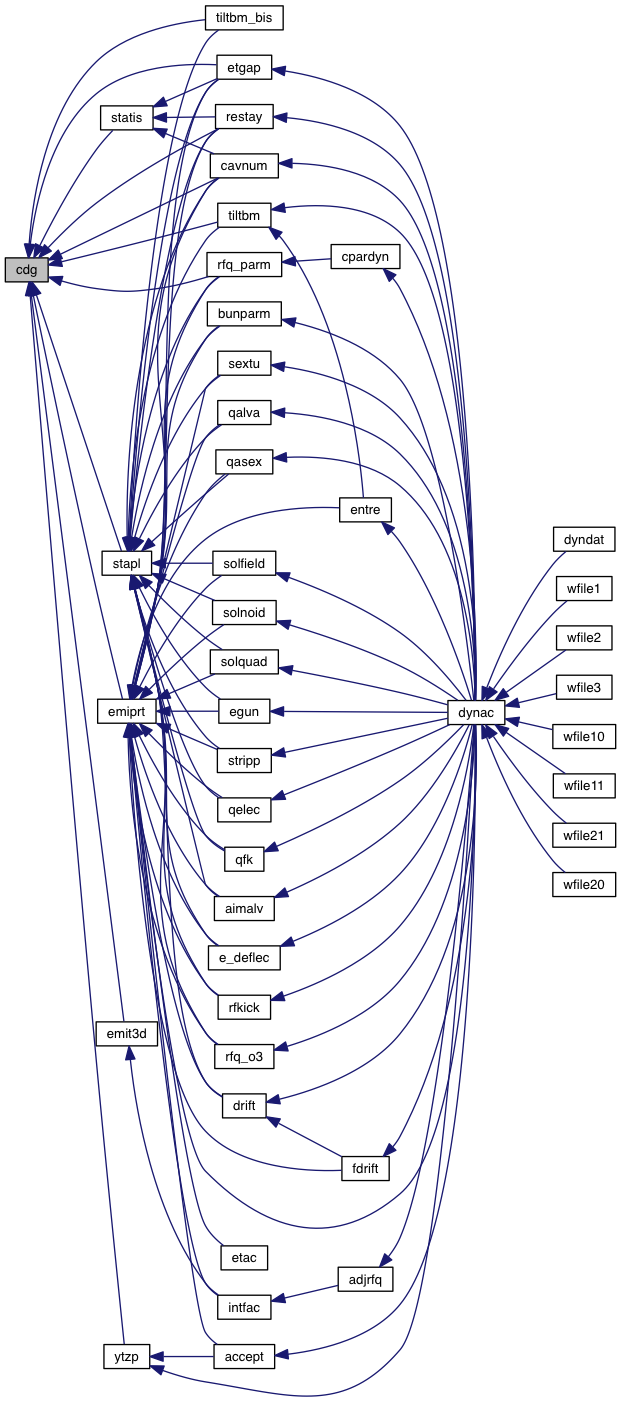 tiltbm_bis
etgap
statis
restay
cavnum
tiltbm
cpardyn
cdg
rfq_parm
bunparm
sextu
qalva
qasex
entre
dyndat
stapl
solfield
wfile1
solnoid
wfile2
solquad
wfile3
emiprt
egun
dynac
wfile10
stripp
wfile11
qelec
wfile21
qfk
wfile20
aimalv
e_deflec
rfkick
emit3d
rfq_o3
drift
fdrift
etac
adjrfq
intfac
ytzp
accept